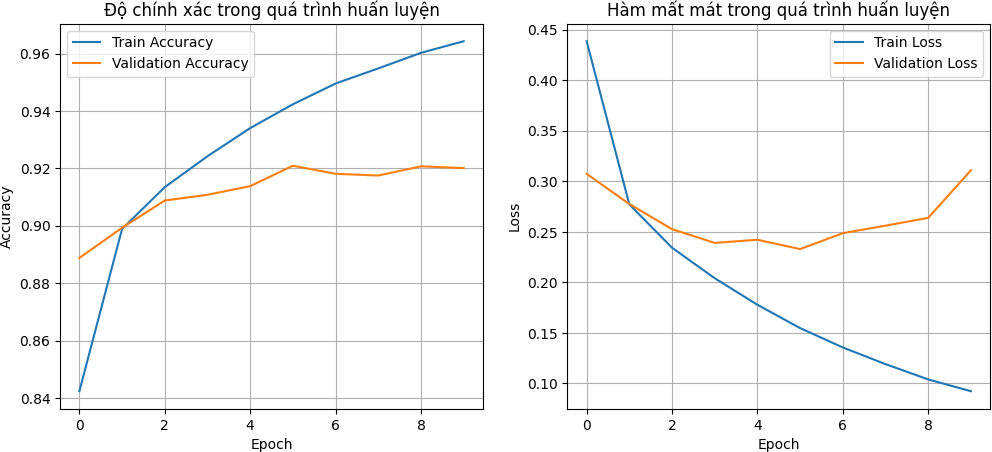 Độ chính xác trong quá trình huấn luyện
Train Accuracy
Validation Accuracy
0.96
0.94
0.92
0.90
0.88
0.86
0.84
Accuracy
0 2 4 6 8
Epoch
Hàm mất mát trong quá trình huấn luyện
Train Loss
Validation Loss
0.45
0.40
0.35
0.30
0.25
0.20
0.15
0.10
Loss
0 2 4 6 8
Epoch